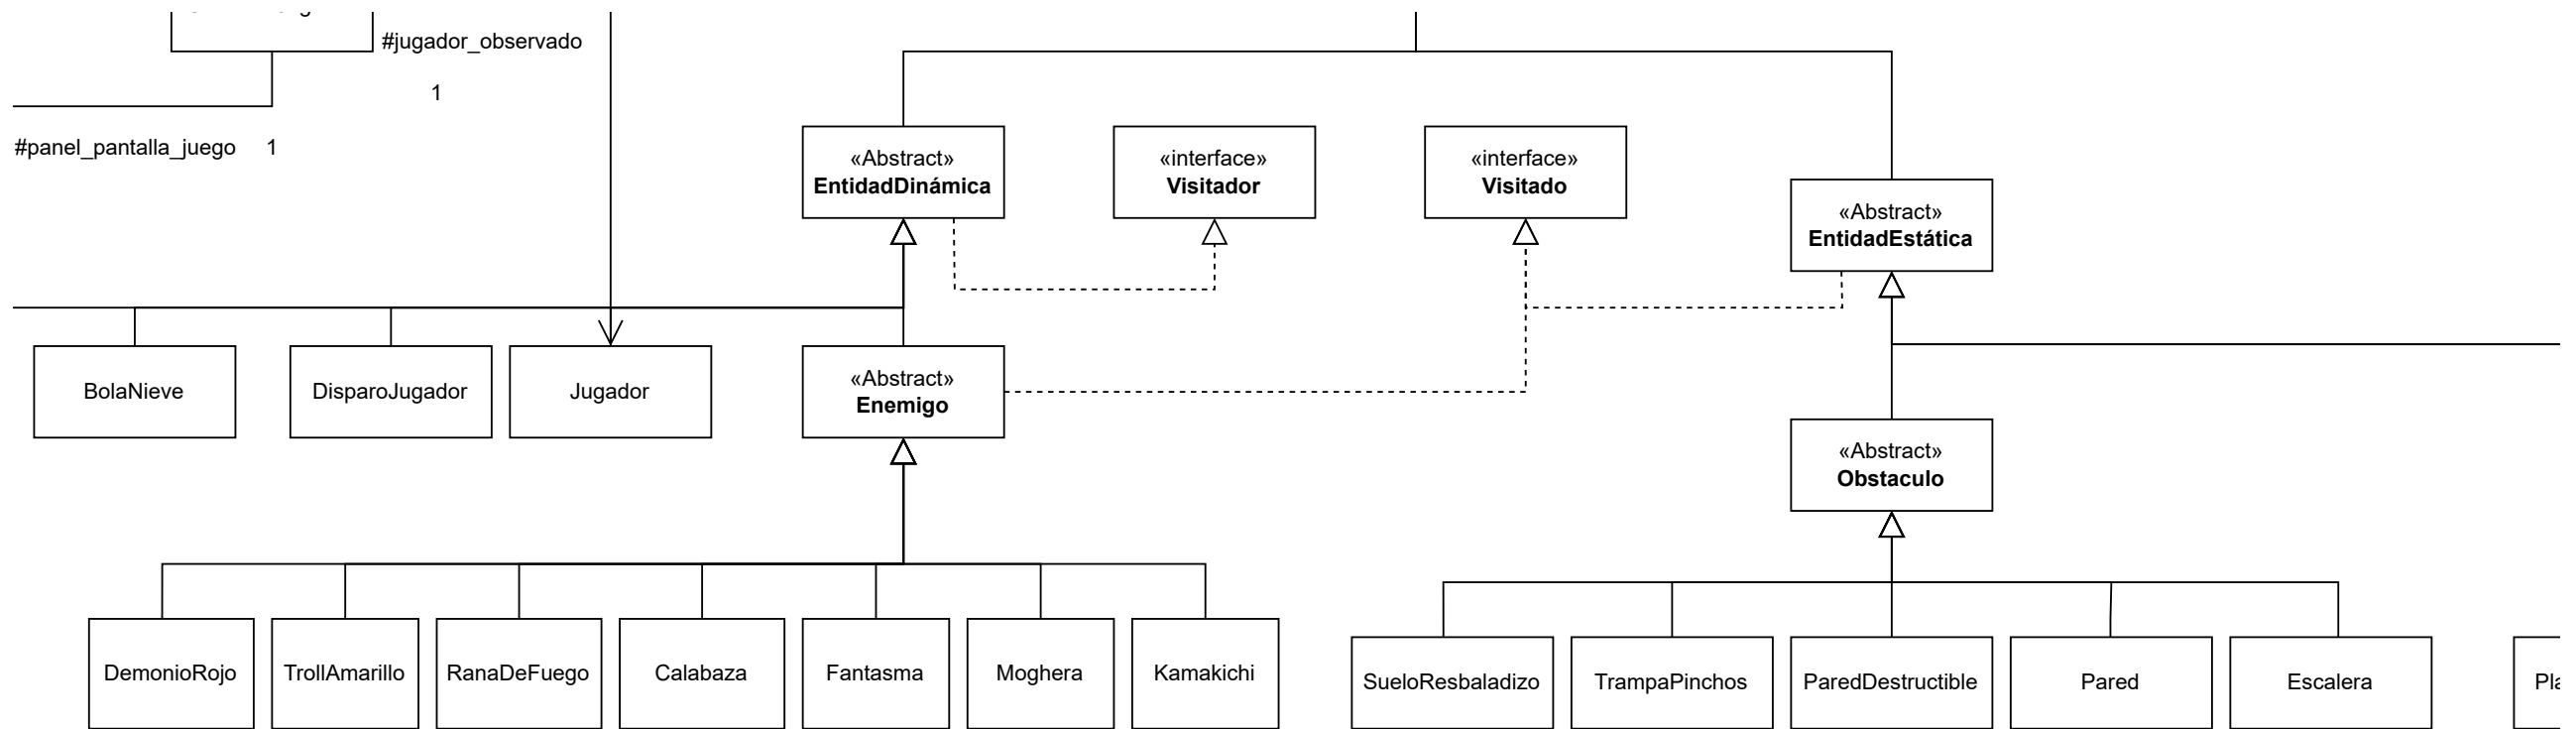 #jugador_observado
1
#panel_pantalla_juego 1
«Abstract»
EntidadDinámica
«interface»
Visitador
«interface»
Visitado
«Abstract»
EntidadEstática
BolaNieve
DisparoJugador
Jugador
«Abstract»
Enemigo
«Abstract»
Obstaculo
DemonioRojo
TrollAmarillo
RanaDeFuego
Calabaza
Fantasma
Moghera
Kamakichi
SueloResbaladizo
TrampaPinchos
ParedDestructible
Pared
Escalera